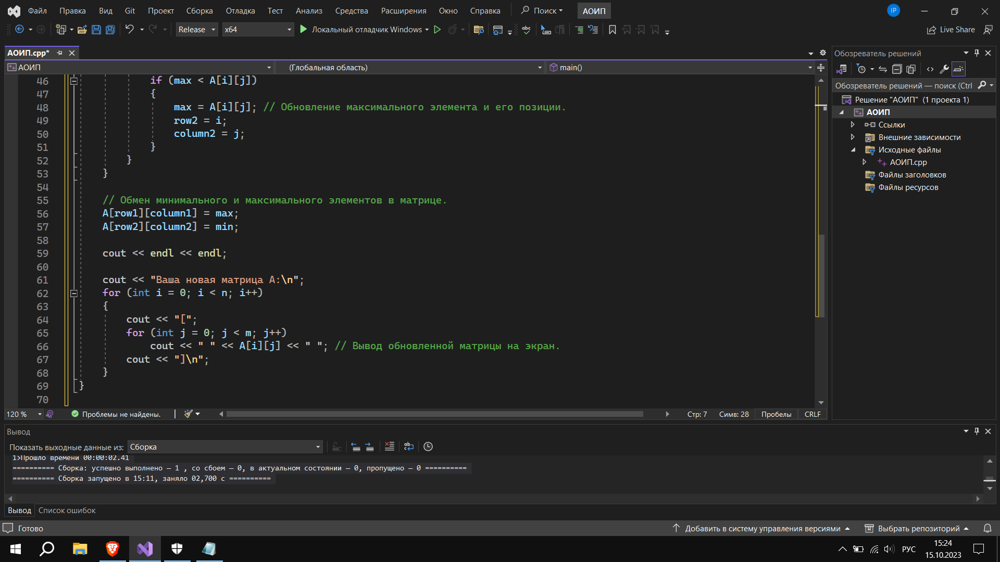 Файл Правка Вид Git Проект Сборка Отладка Тест Анализ Средства Расширения Окно Справка Поиск АОИП IP
Release x64 Локальный отладчик Windows Live Share
АОИП.cpp*
АОИП (Глобальная область) main()
46 if (max < A[i][j])
47 {
48 max = A[i][j]; // Обновление максимального элемента и его позиции.
49 row2 = i;
50 column2 = j;
51 }
52 }
53 }
54
55 // Обмен минимального и максимального элементов в матрице.
56 A[row1][column1] = max;
57 A[row2][column2] = min;
58
59 cout << endl << endl;
60
61 cout << "Ваша новая матрица A:\n";
62 for (int i = 0; i < n; i++)
63 {
64 cout << "[";
65 for (int j = 0; j < m; j++)
66 cout << " " << A[i][j] << " "; // Вывод обновленной матрицы на экран.
67 cout << "]\n";
68 }
69 }
70
120 % Проблемы не найдены. Стр: 7 Симв: 28 Пробелы CRLF
Обозреватель решений
Обозреватель решений — поиск (Ctrl
Решение "АОИП" (1 проекта 1)
АОИП
Ссылки
Внешние зависимости
Исходные файлы
АОИП.cpp
Файлы заголовков
Файлы ресурсов
Вывод
Показать выходные данные из: Сборка
1>Прошло времени 00:00:02.41
========== Сборка: успешно выполнено — 1 , со сбоем — 0, в актуальном состоянии — 0, пропущено — 0 ==========
========== Сборка запущено в 15:11, заняло 02,700 с ==========
Вывод Список ошибок
Готово Добавить в систему управления версиями Выбрать репозиторий
РУС 15:24
15.10.2023